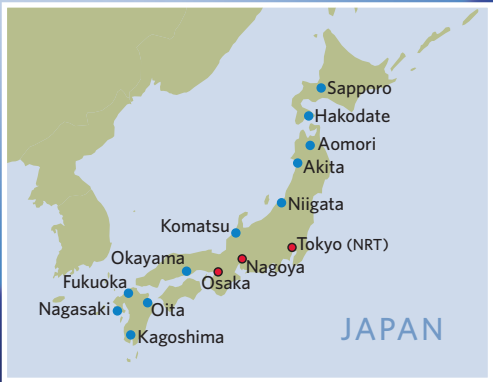 Sapporo
Hakodate
Aomori
Akita
Niigata
Komatsu
Tokyo (NRT)
Okayama
Nagoya
Fukuoka
Osaka
Nagasaki
Oita
JAPAN
Kagoshima